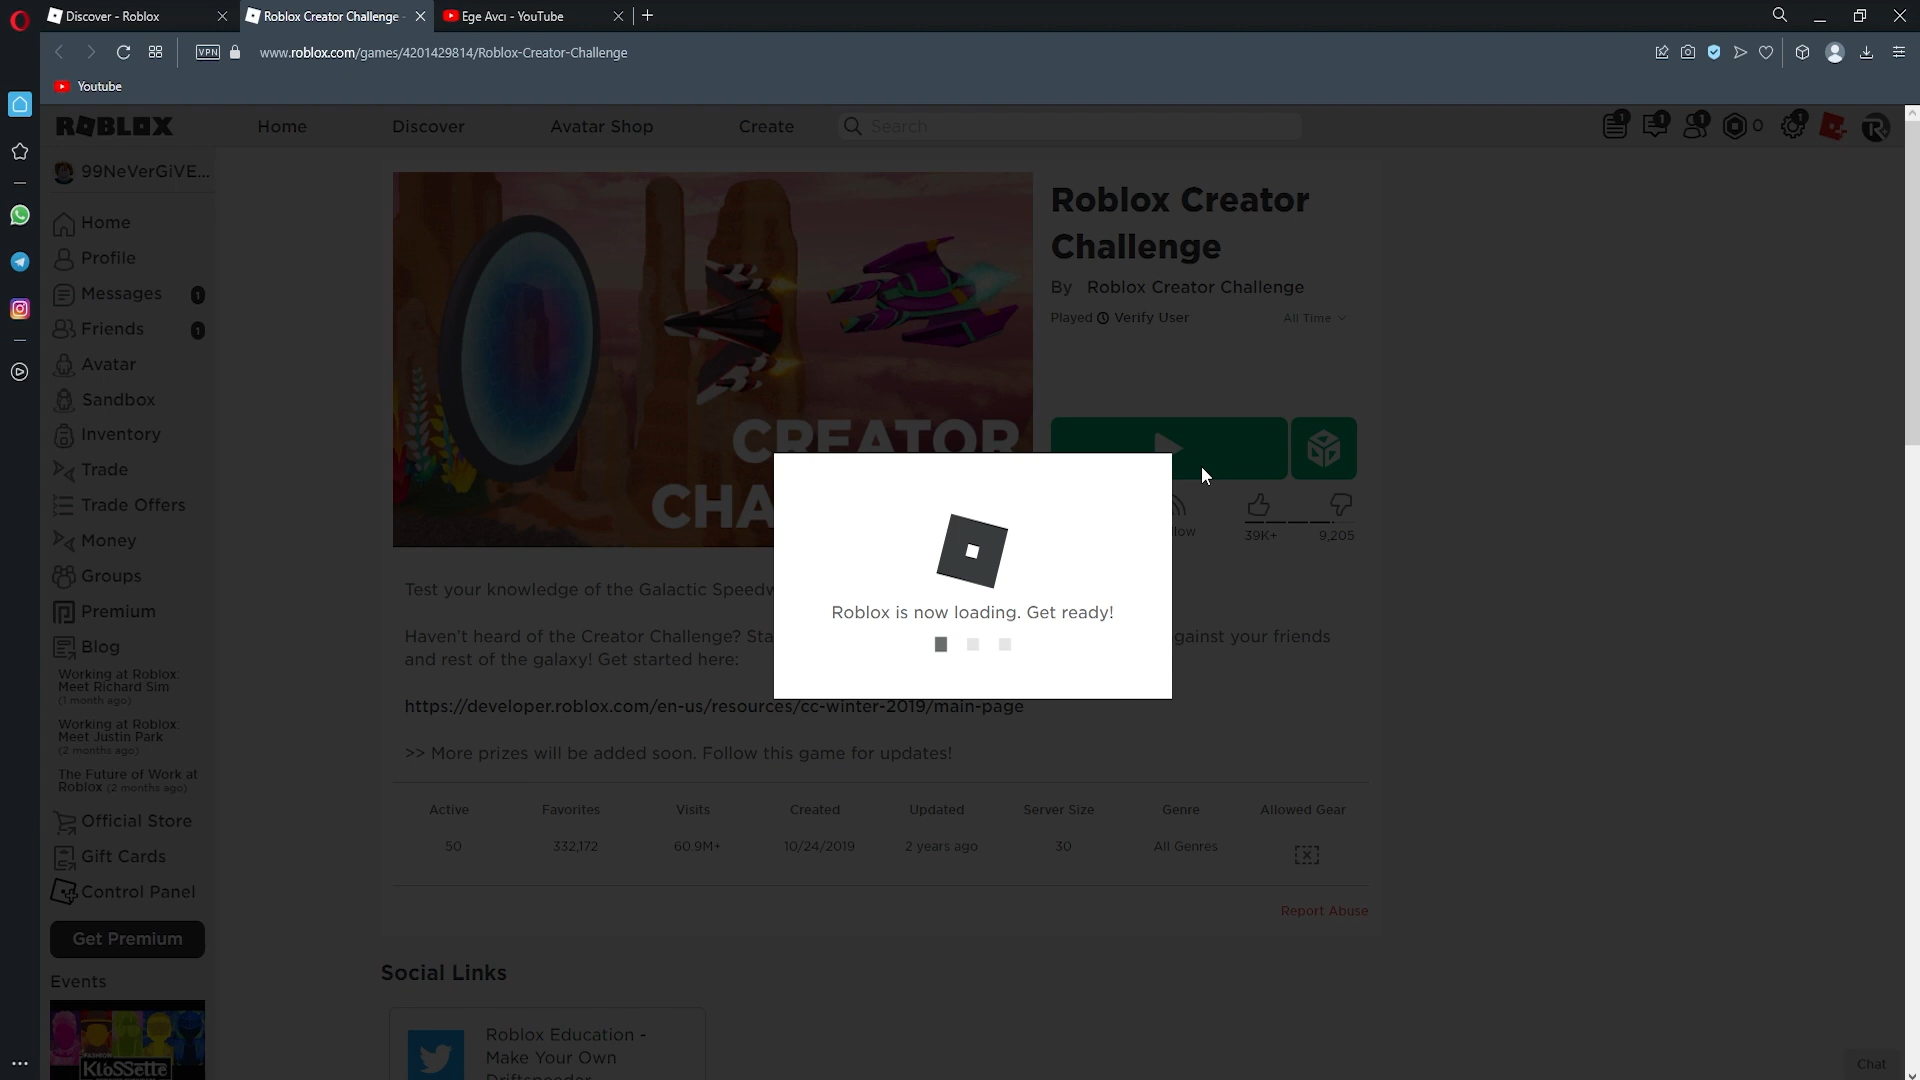 Discover - Roblox
Roblox Creator Challenge -
Ege Avcı - YouTube
VPN
www.roblox.com/games/4201429814/Roblox-Creator-Challenge
Youtube
ROBLOX
Home
Discover
Avatar Shop
Create
Search
1
1
1
0
1
99NeVerGiVE...
Home
Profile
Messages 1
Friends 1
Avatar
Sandbox
Inventory
Trade
Trade Offers
Money
Groups
Premium
Blog
Working at Roblox:
Meet Richard Sim
(1 month ago)
Working at Roblox:
Meet Justin Park
(2 months ago)
The Future of Work at
Roblox (2 months ago)
Official Store
Gift Cards
Control Panel
Get Premium
Events
FASHION
KLOSSette
CREATOR
CHA
Roblox Creator
Challenge
By Roblox Creator Challenge
Played Verify User
All Time
low
39K+
9,205
Roblox is now loading. Get ready!
Test your knowledge of the Galactic Speedw
Haven't heard of the Creator Challenge? Sta
gainst your friends
and rest of the galaxy! Get started here:
https://developer.roblox.com/en-us/resources/cc-winter-2019/main-page
>> More prizes will be added soon. Follow this game for updates!
Active Favorites Visits Created Updated Server Size Genre Allowed Gear
50 332,172 60.9M+ 10/24/2019 2 years ago 30 All Genres
Report Abuse
Social Links
Roblox Education -
Make Your Own
Driftspeeder
Chat